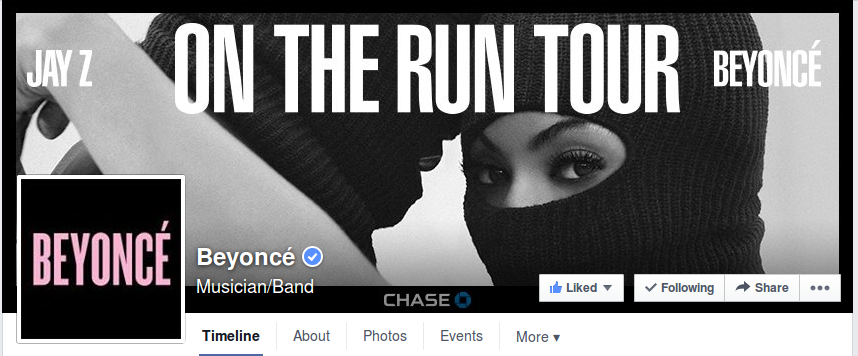 JAY Z
ON THE RUN TOUR
BEYONCÉ
BEYONCÉ
Beyoncé
Musician/Band
CHASE
Liked ▾
Following
Share
•••
Timeline
About
Photos
Events
More ▾